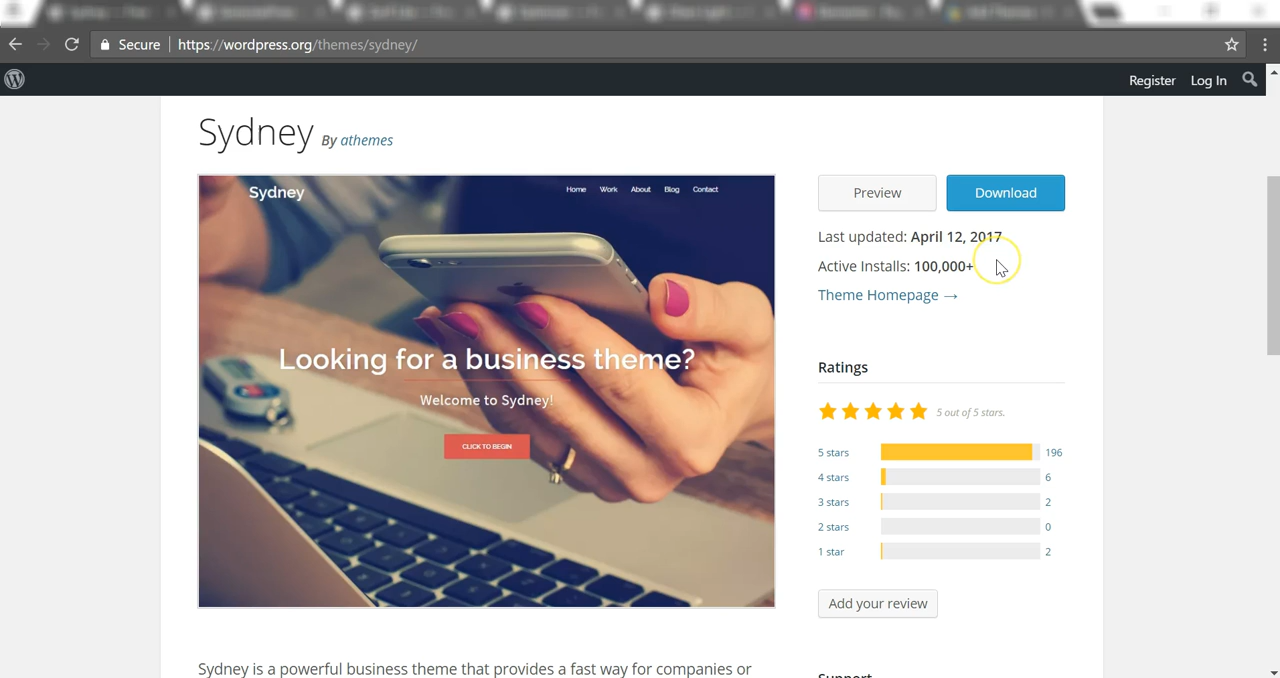 Secure https://wordpress.org/themes/sydney/
Register Log In
Sydney By athemes
Sydney
Home Work About Blog Contact
Looking for a business theme?
Welcome to Sydney!
CLICK TO BEGIN
Preview Download
Last updated: April 12, 2017
Active Installs: 100,000+
Theme Homepage →
Ratings
5 out of 5 stars.
5 stars 196
4 stars 6
3 stars 2
2 stars 0
1 star 2
Add your review
Sydney is a powerful business theme that provides a fast way for companies or
Support